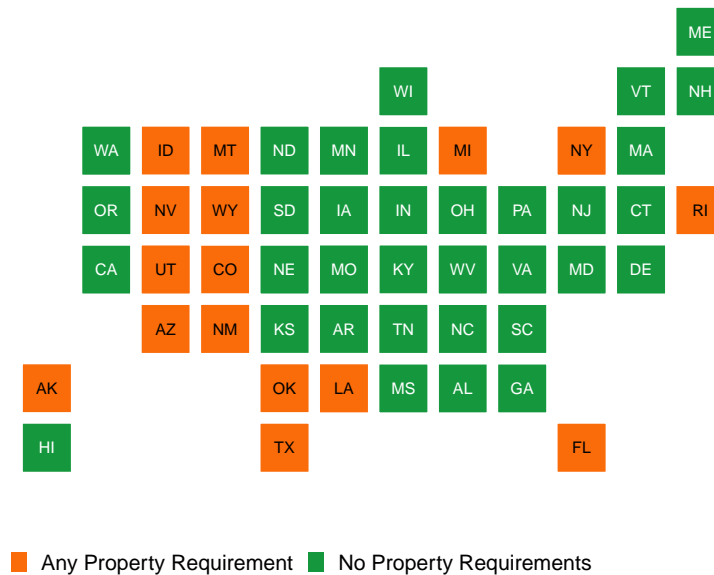 ME
WI VT NH
WA ID MT ND MN IL MI NY MA
OR NV WY SD IA IN OH PA NJ CT RI
CA UT CO NE MO KY WV VA MD DE
AZ NM KS AR TN NC SC
AK OK LA MS AL GA
HI TX FL
Any Property Requirement No Property Requirements